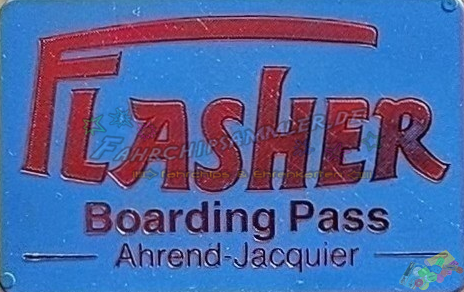 FLASHER
FAHRCHIPSAMMLER.DE
Boarding Pass
Ahrend-Jacquier